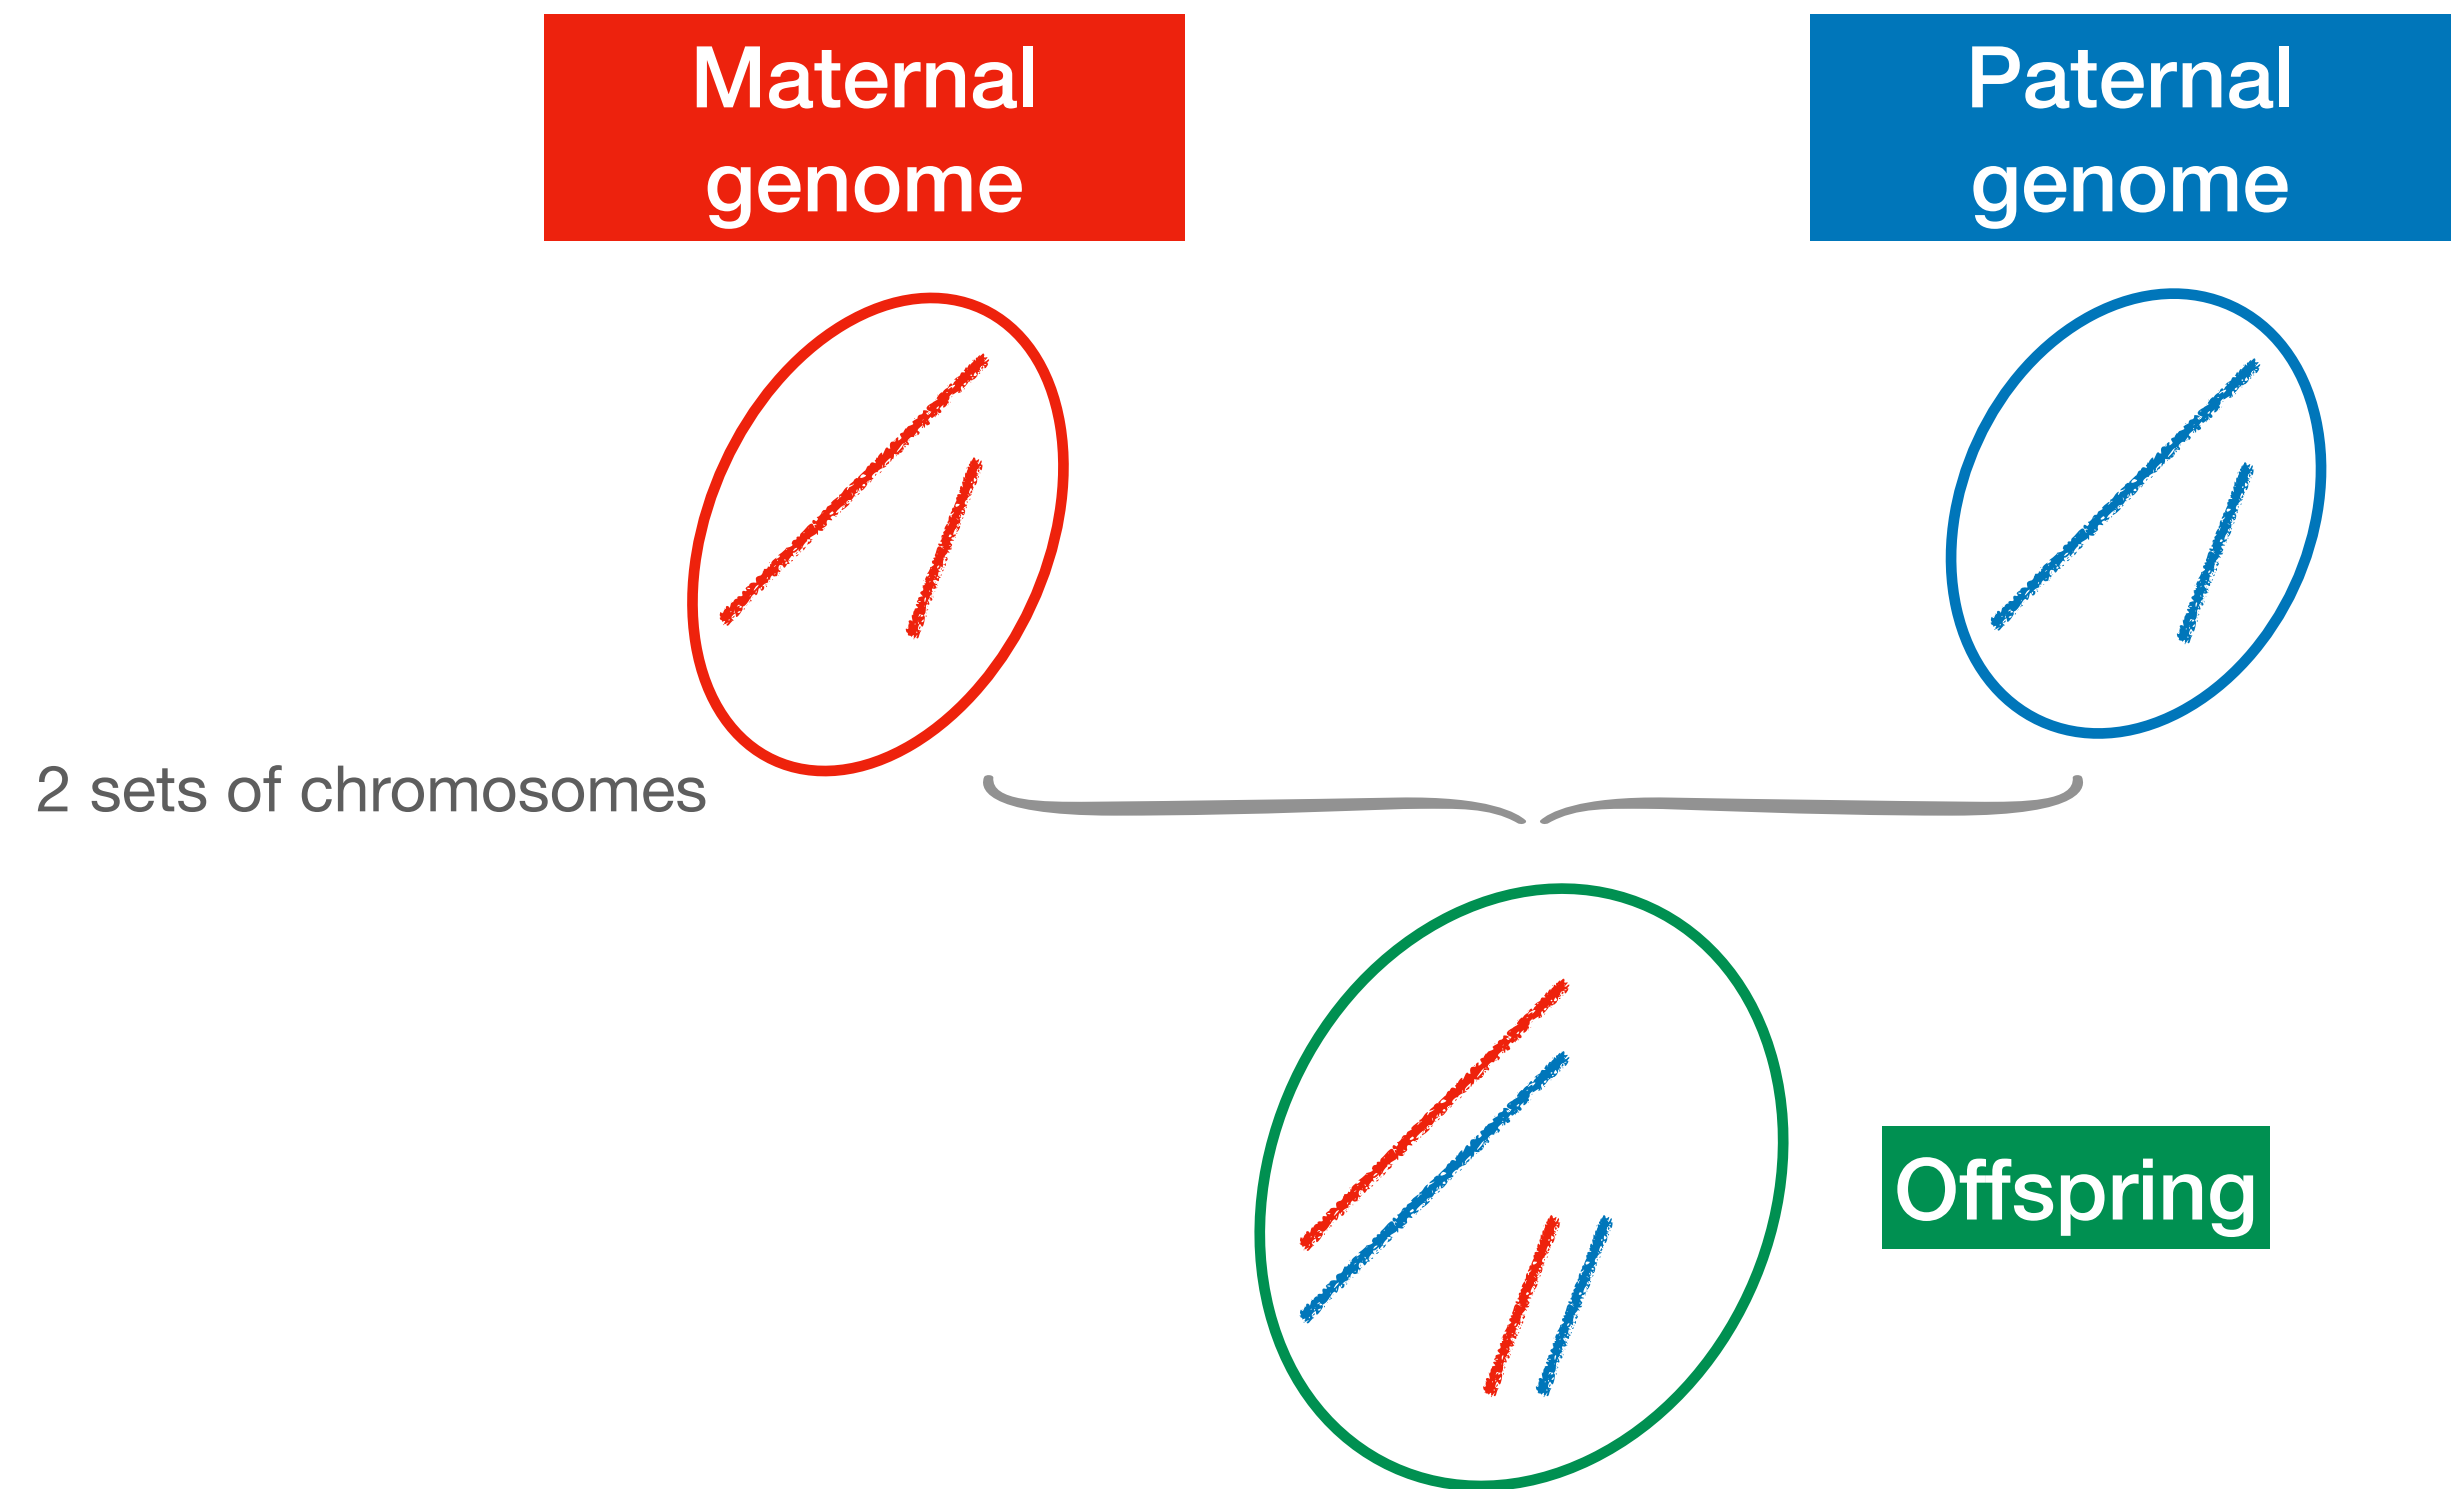 Maternal
genome
Paternal
genome
2 sets of chromosomes
Offspring